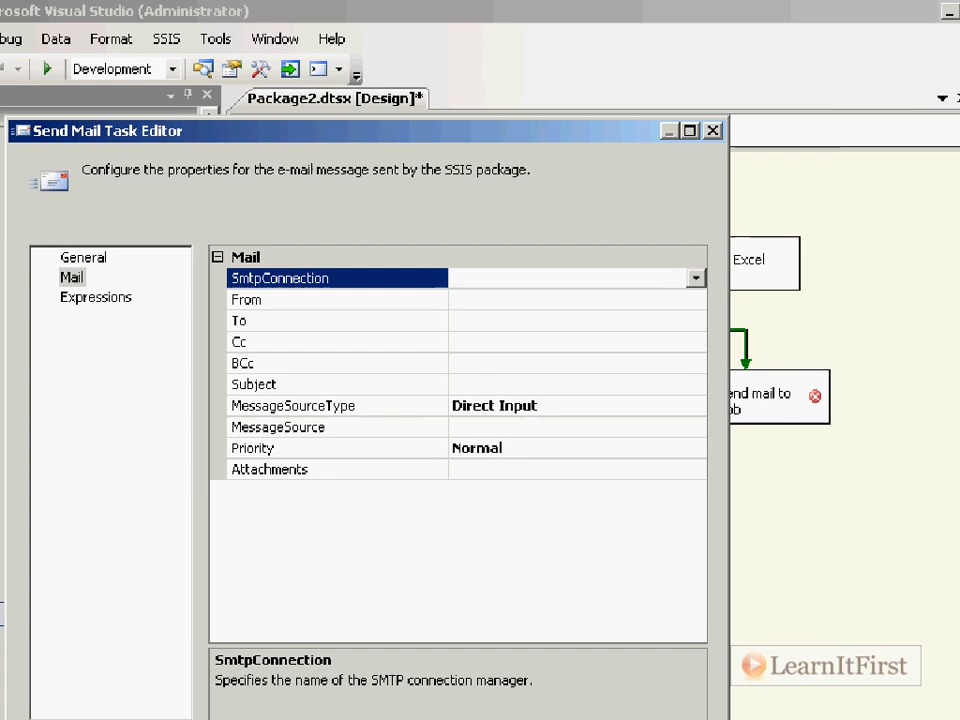 rosoft Visual Studio (Administrator)
bug Data Format SSIS Tools Window Help
Development
Package2.dtsx [Design]*
Send Mail Task Editor
Configure the properties for the e-mail message sent by the SSIS package.
General
Mail
Expressions
Mail
SmtpConnection
From
To
Cc
BCc
Subject
MessageSourceType Direct Input
MessageSource
Priority Normal
Attachments
SmtpConnection
Specifies the name of the SMTP connection manager.
Excel
end mail to
ob
LearnItFirst